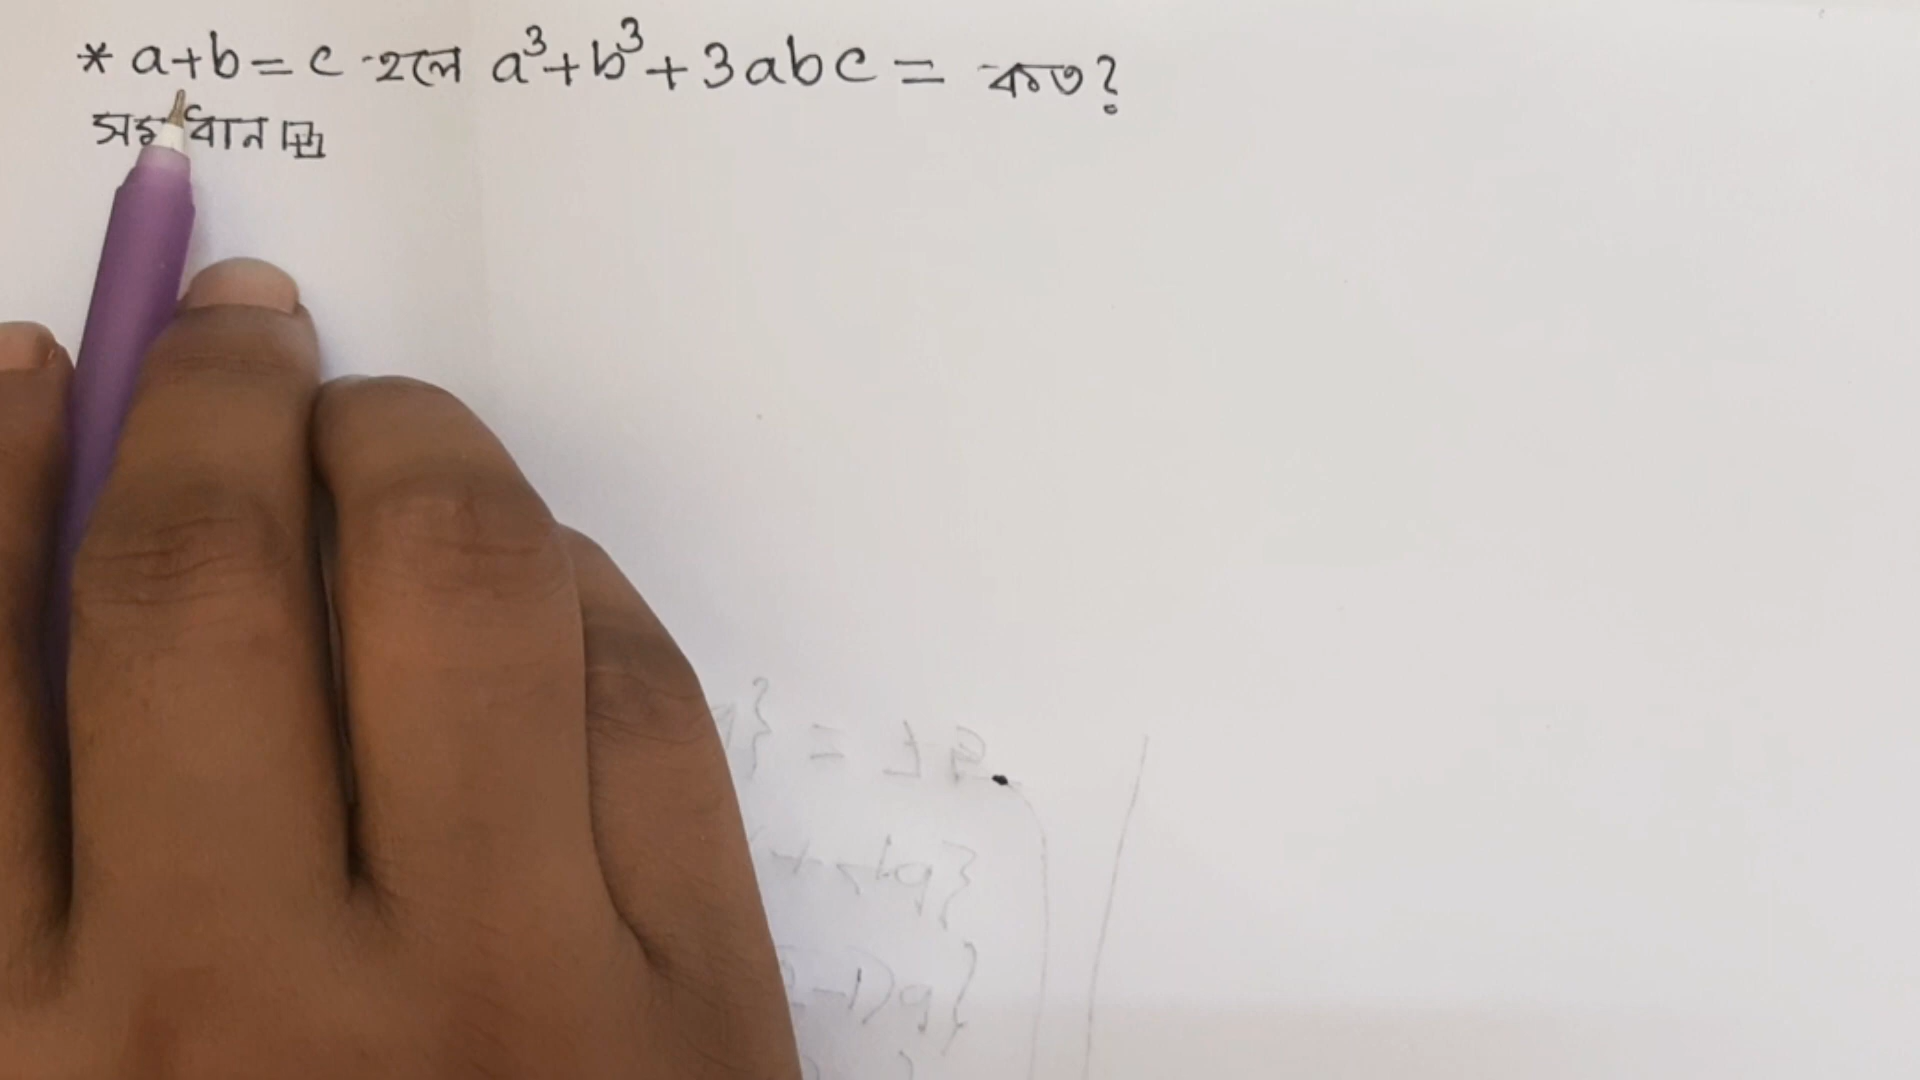 * a+b=c হলে a³+b³+3abc = কত?
সমাধান